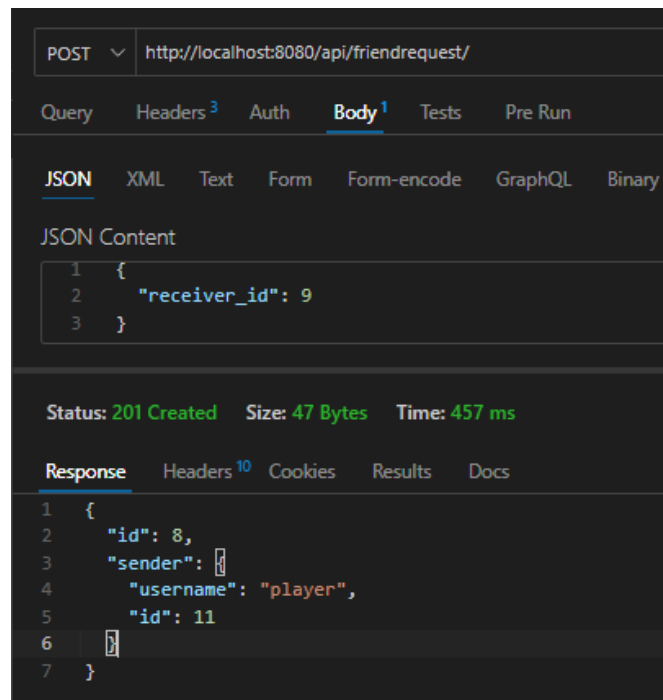 POST http://localhost:8080/api/friendrequest/
Query Headers 3 Auth Body 1 Tests Pre Run
JSON XML Text Form Form-encode GraphQL Binary
JSON Content
1 {
2 "receiver_id": 9
3 }
Status: 201 Created Size: 47 Bytes Time: 457 ms
Response Headers 10 Cookies Results Docs
1 {
2 "id": 8,
3 "sender": {
4 "username": "player",
5 "id": 11
6 }
7 }